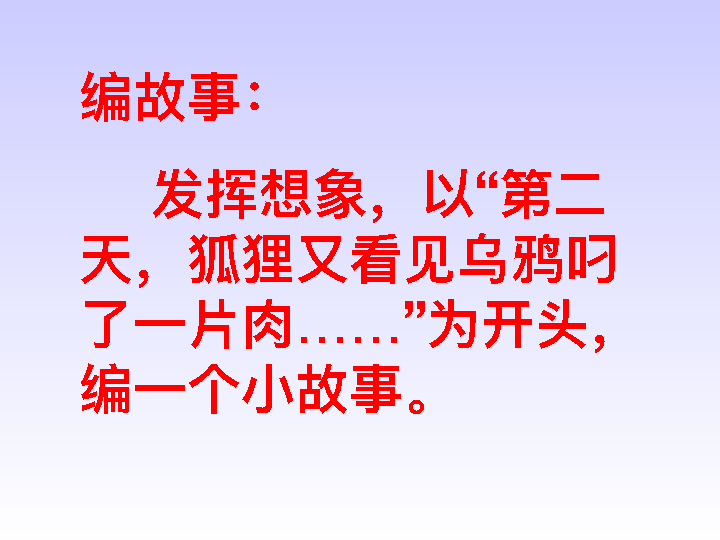 编故事：
发挥想象，以“第二
天，狐狸又看见乌鸦叼
了一片肉……”为开头，
编一个小故事。